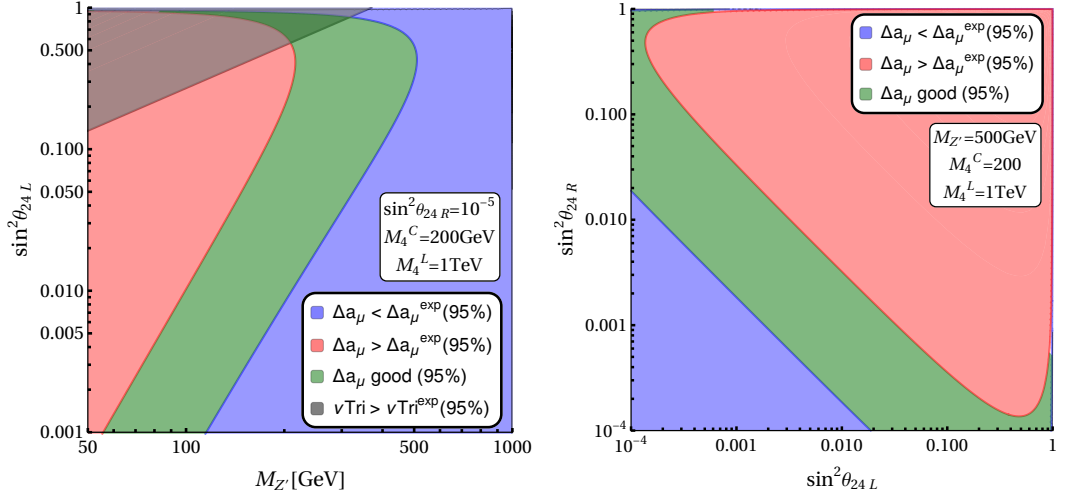 1
0.500
0.100
0.050
0.010
0.005
0.001
sin²θ₂₄ L
50
100
500
1000
M_Z′[GeV]
sin²θ₂₄ R=10⁻⁵
M₄ᶜ=200GeV
M₄ᴸ=1TeV
Δaμ < Δaμᵉˣᵖ(95%)
Δaμ > Δaμᵉˣᵖ(95%)
Δaμ good (95%)
νTri > νTriᵉˣᵖ(95%)
1
0.100
0.010
0.001
10⁻⁴
sin²θ₂₄ R
10⁻⁴
0.001
0.010
0.100
1
sin²θ₂₄ L
Δaμ < Δaμᵉˣᵖ(95%)
Δaμ > Δaμᵉˣᵖ(95%)
Δaμ good (95%)
M_Z′=500GeV
M₄ᶜ=200
M₄ᴸ=1TeV